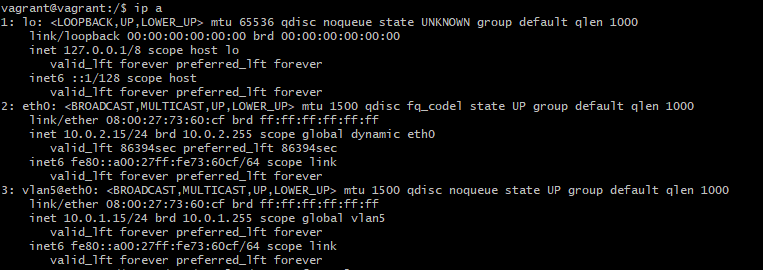 vagrant@vagrant:/$ ip a
1: lo: <LOOPBACK,UP,LOWER_UP> mtu 65536 qdisc noqueue state UNKNOWN group default qlen 1000
    link/loopback 00:00:00:00:00:00 brd 00:00:00:00:00:00
    inet 127.0.0.1/8 scope host lo
       valid_lft forever preferred_lft forever
    inet6 ::1/128 scope host
       valid_lft forever preferred_lft forever
2: eth0: <BROADCAST,MULTICAST,UP,LOWER_UP> mtu 1500 qdisc fq_codel state UP group default qlen 1000
    link/ether 08:00:27:73:60:cf brd ff:ff:ff:ff:ff:ff
    inet 10.0.2.15/24 brd 10.0.2.255 scope global dynamic eth0
       valid_lft 86394sec preferred_lft 86394sec
    inet6 fe80::a00:27ff:fe73:60cf/64 scope link
       valid_lft forever preferred_lft forever
3: vlan5@eth0: <BROADCAST,MULTICAST,UP,LOWER_UP> mtu 1500 qdisc noqueue state UP group default qlen 1000
    link/ether 08:00:27:73:60:cf brd ff:ff:ff:ff:ff:ff
    inet 10.0.1.15/24 brd 10.0.1.255 scope global vlan5
       valid_lft forever preferred_lft forever
    inet6 fe80::a00:27ff:fe73:60cf/64 scope link
       valid_lft forever preferred_lft forever